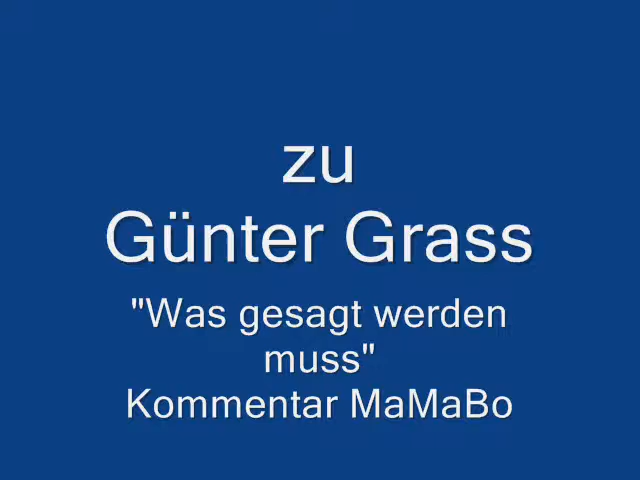 zu
Günter Grass
"Was gesagt werden
muss"
Kommentar MaMaBo